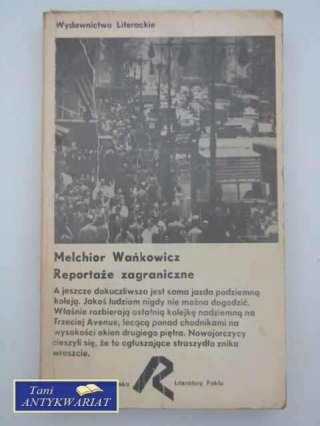 Wydawnictwo Literackie
Melchior Wańkowicz
Reportaże zagraniczne
A jeszcze dokuczliwsza jest sama jazda podziemną
koleją. Jakoś ludziom nigdy nie można dogodzić.
Właśnie rozbierają ostatnią kolejkę nadziemną na
Trzeciej Avenue, lecącą ponad chodnikami na
wysokości okien drugiego piętra. Nowojorczycy
cieszyli się, że to ogłuszające straszydło znika
wreszcie.
R
Literatury Faktu
Tani
ANTYKWARIAT